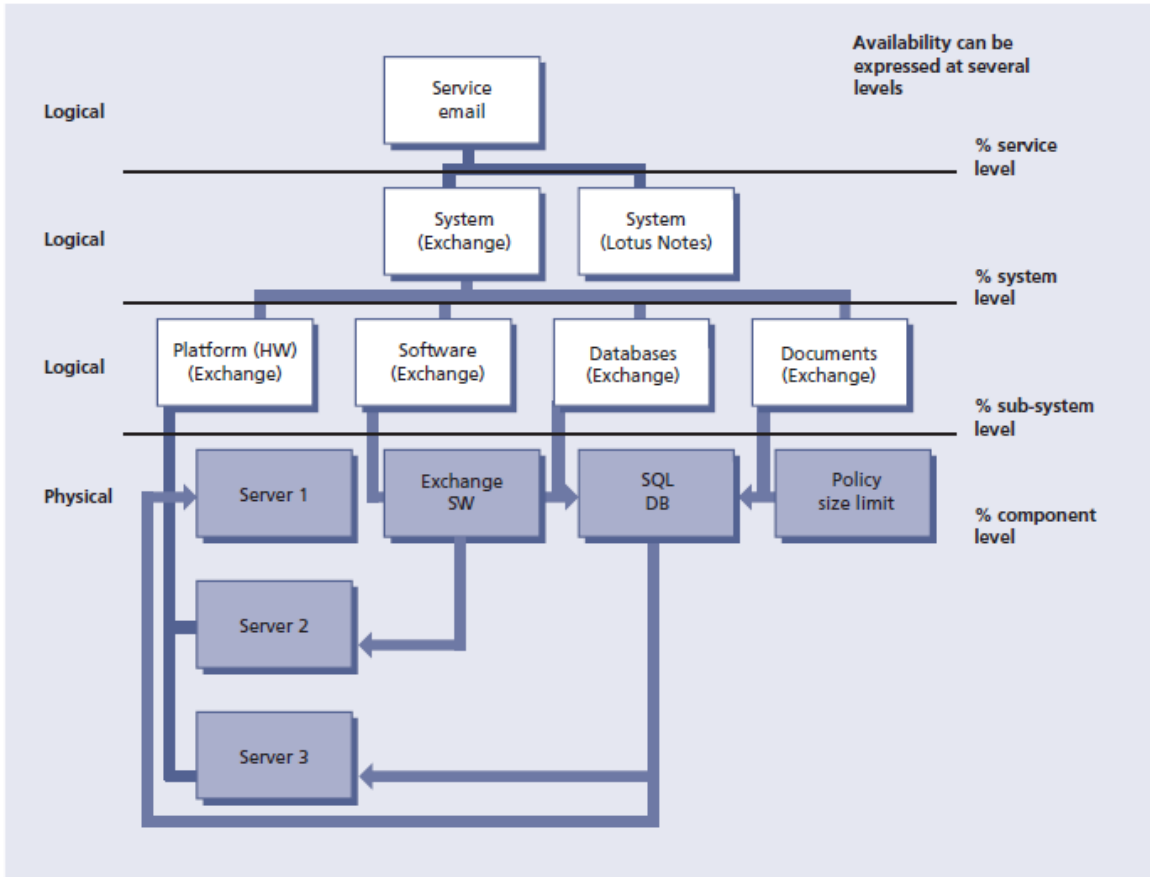 Availability can be
expressed at several
levels
Logical
Service
email
% service
level
Logical
System
(Exchange)
System
(Lotus Notes)
% system
level
Logical
Platform (HW)
(Exchange)
Software
(Exchange)
Databases
(Exchange)
Documents
(Exchange)
% sub-system
level
Physical
Server 1
Exchange
SW
SQL
DB
Policy
size limit
% component
level
Server 2
Server 3